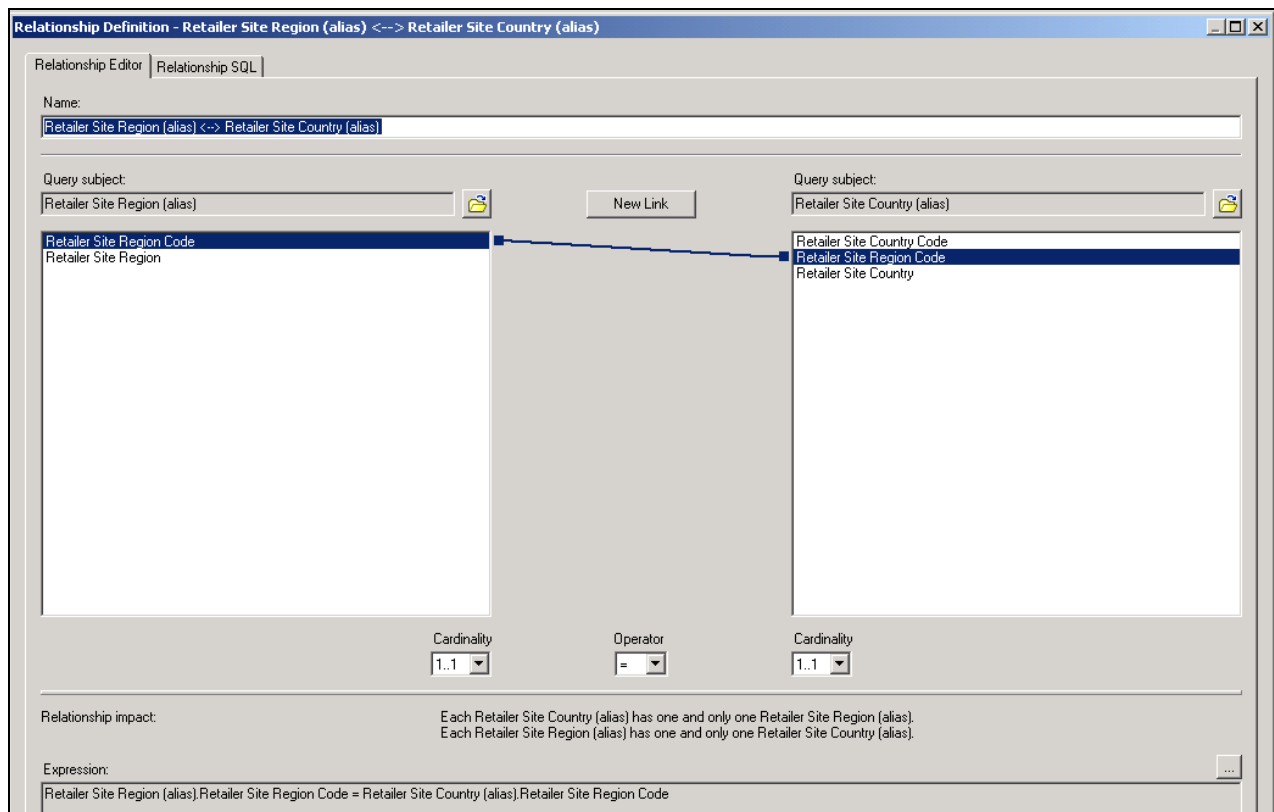 Relationship Definition - Retailer Site Region (alias) <--> Retailer Site Country (alias)
Relationship Editor Relationship SQL
Name:
Retailer Site Region (alias) <--> Retailer Site Country (alias)
Query subject: Query subject:
Retailer Site Region (alias) New Link Retailer Site Country (alias)
Retailer Site Region Code Retailer Site Country Code
Retailer Site Region Retailer Site Region Code
Retailer Site Country
Cardinality Operator Cardinality
1..1 = 1..1
Relationship impact: Each Retailer Site Country (alias) has one and only one Retailer Site Region (alias).
Each Retailer Site Region (alias) has one and only one Retailer Site Country (alias).
Expression: ...
Retailer Site Region (alias).Retailer Site Region Code = Retailer Site Country (alias).Retailer Site Region Code